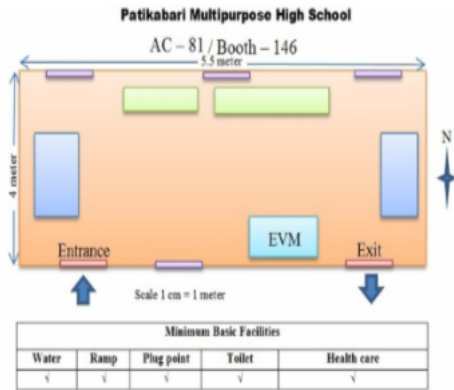 Patikabari Multipurpose High School
AC – 81 / Booth – 146
5.5 meter
4 meter
N
EVM
Entrance
Exit
Scale 1 cm = 1 meter
Minimum Basic Facilities
Water Ramp Plug point Toilet Health care
√ √ √ √ √